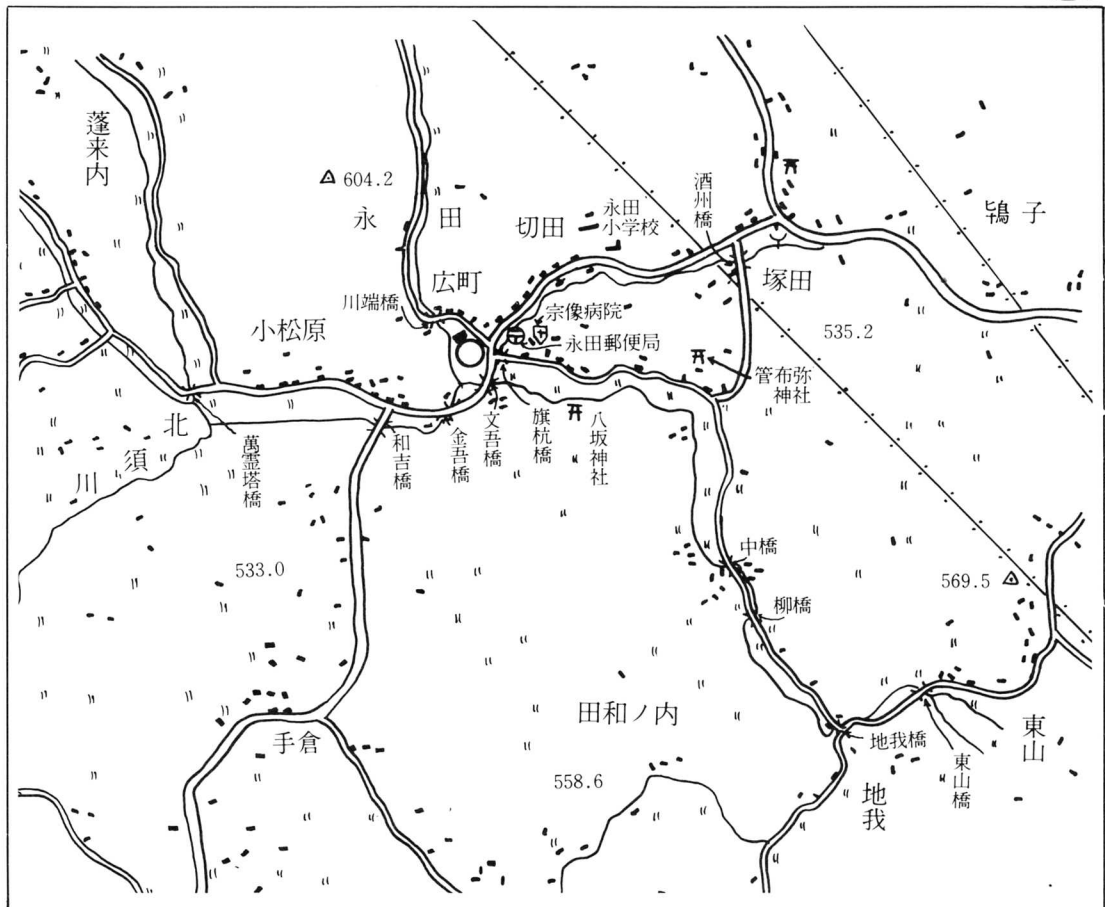 蓬来内
604.2
永田
切田
永田
小学校
酒州橋
子
広町
川端橋
宗像病院
永田郵便局
塚田
小松原
535.2
管布弥
神社
北須川
萬霊塔橋
和吉橋
金吾橋
文吾橋
旗杭橋
八坂神社
中橋
533.0
569.5
柳橋
田和ノ内
手倉
地我橋
東山
東山橋
558.6
地我